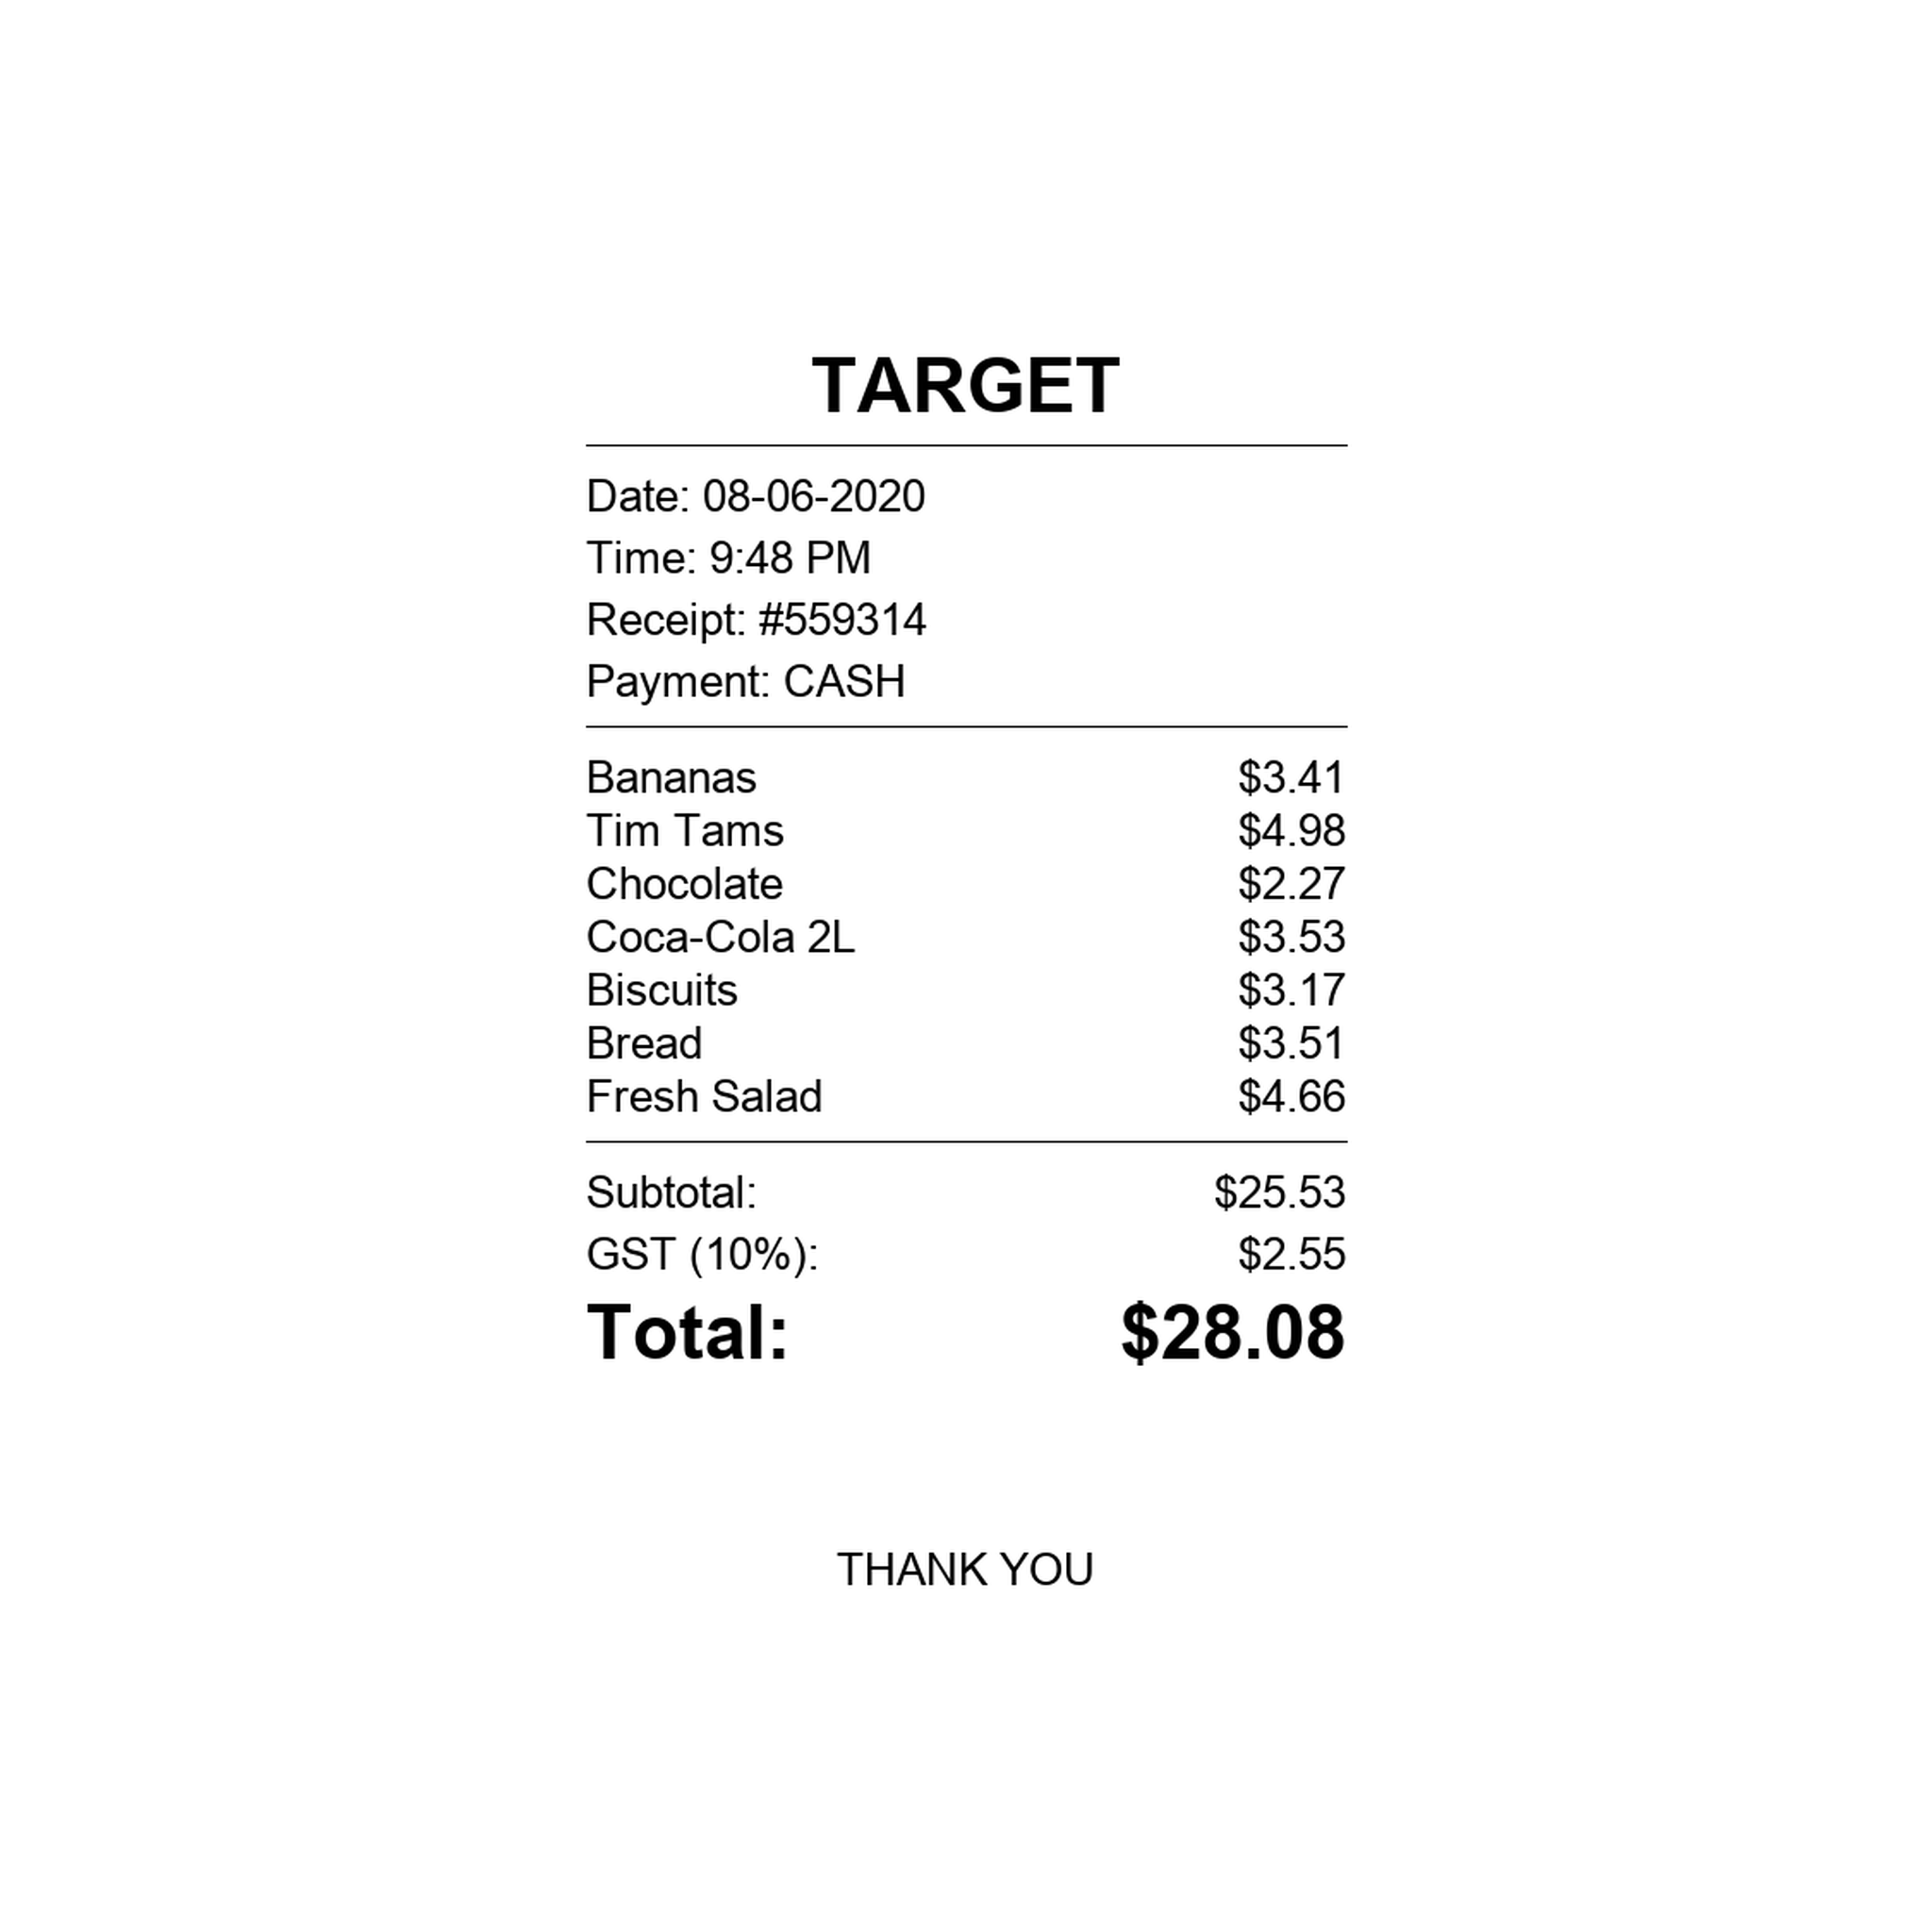 TARGET
Date: 08-06-2020
Time: 9:48 PM
Receipt: #559314
Payment: CASH
Bananas $3.41
Tim Tams $4.98
Chocolate $2.27
Coca-Cola 2L $3.53
Biscuits $3.17
Bread $3.51
Fresh Salad $4.66
Subtotal: $25.53
GST (10%): $2.55
Total: $28.08
THANK YOU